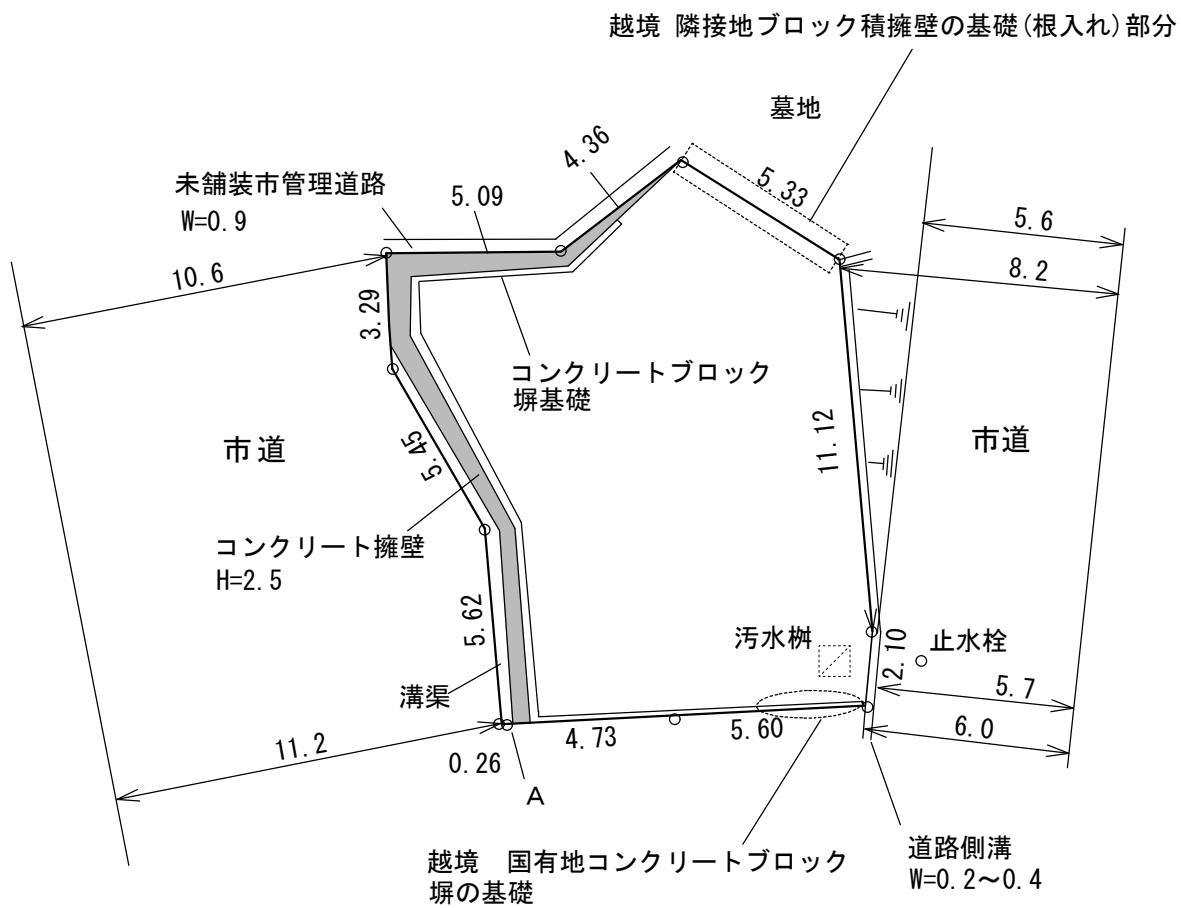 越境 隣接地ブロック積擁壁の基礎(根入れ)部分
墓地
4.36
5.33
未舗装市管理道路
W=0.9
5.09
5.6
10.6
8.2
3.29
コンクリートブロック
塀基礎
市道
5.45
11.12
市道
コンクリート擁壁
H=2.5
5.62
汚水桝
2.10
止水栓
溝渠
5.7
11.2
0.26
4.73
5.60
6.0
A
越境 国有地コンクリートブロック
塀の基礎
道路側溝
W=0.2～0.4